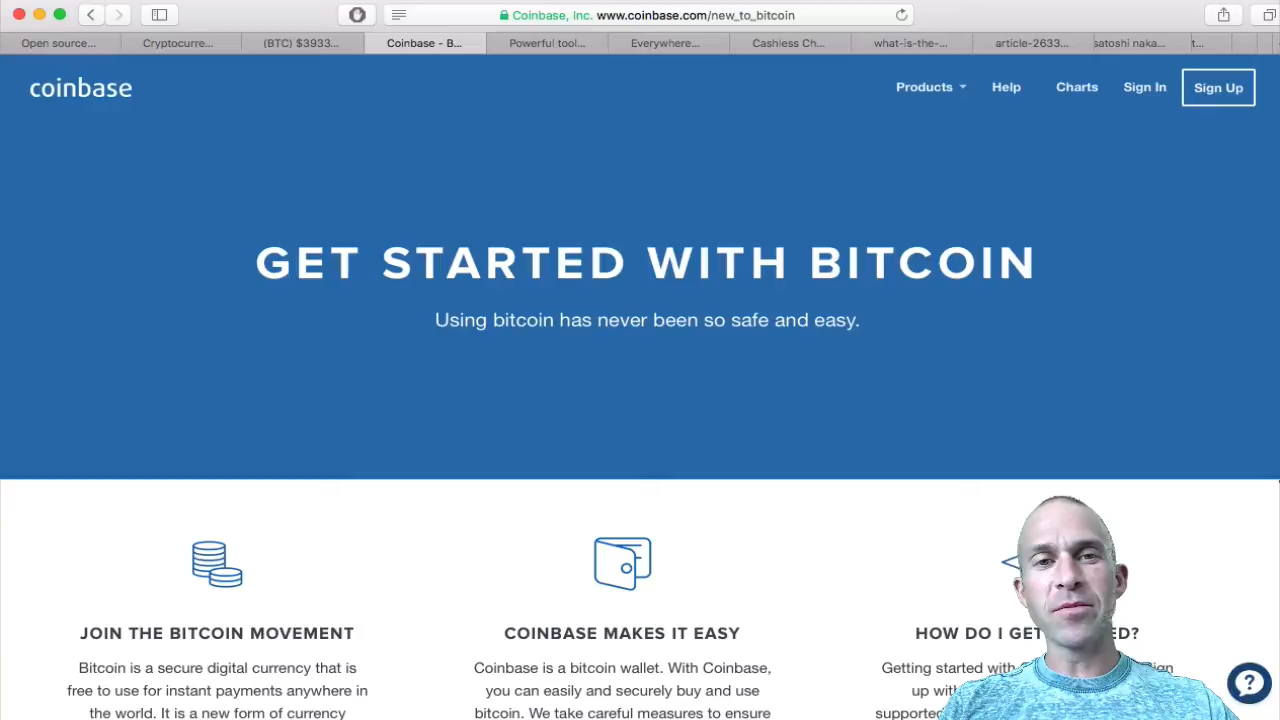 Coinbase, Inc. www.coinbase.com/new_to_bitcoin
Open source... Cryptocurre... (BTC) $3933... Coinbase - B... Powerful tool... Everywhere... Cashless Ch... what-is-the-... article-2633... satoshi naka... t...
coinbase Products Help Charts Sign In Sign Up
GET STARTED WITH BITCOIN
Using bitcoin has never been so safe and easy.
JOIN THE BITCOIN MOVEMENT
Bitcoin is a secure digital currency that is
free to use for instant payments anywhere in
the world. It is a new form of currency
COINBASE MAKES IT EASY
Coinbase is a bitcoin wallet. With Coinbase,
you can easily and securely buy and use
bitcoin. We take careful measures to ensure
HOW DO I GET ED?
Getting started with
up with
supported